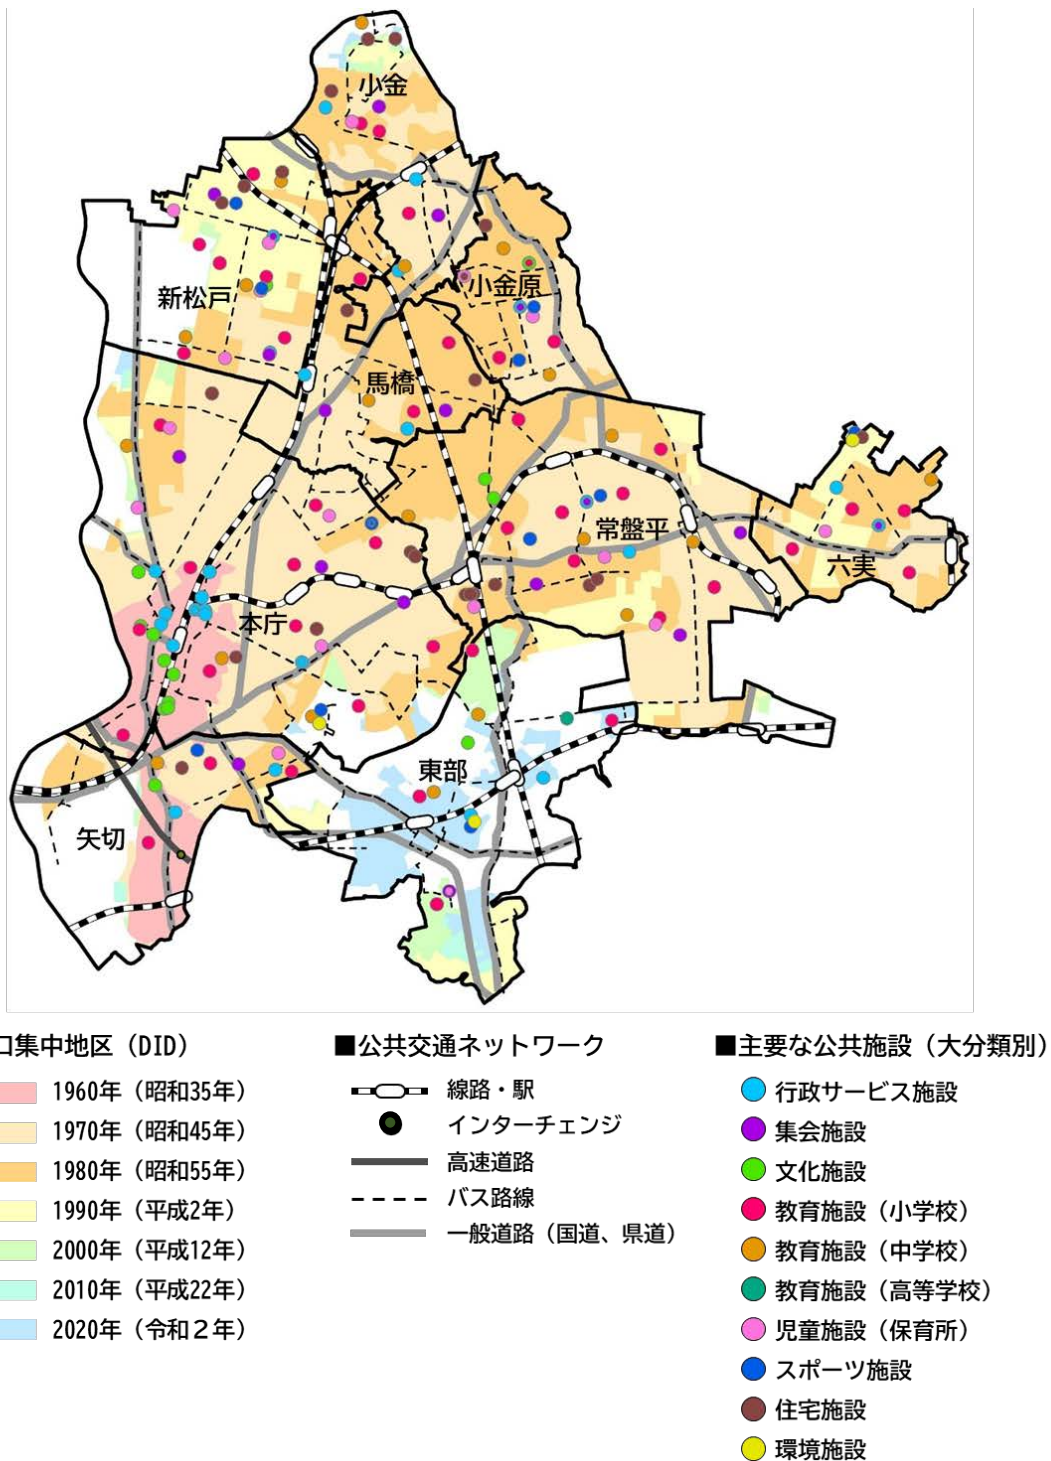 小金
新松戸
小金原
馬橋
常盤平
六実
本庁
東部
矢切
口集中地区（DID）
1960年（昭和35年）
1970年（昭和45年）
1980年（昭和55年）
1990年（平成2年）
2000年（平成12年）
2010年（平成22年）
2020年（令和２年）
■公共交通ネットワーク
線路・駅
インターチェンジ
高速道路
バス路線
一般道路（国道、県道）
■主要な公共施設（大分類別）
行政サービス施設
集会施設
文化施設
教育施設（小学校）
教育施設（中学校）
教育施設（高等学校）
児童施設（保育所）
スポーツ施設
住宅施設
環境施設